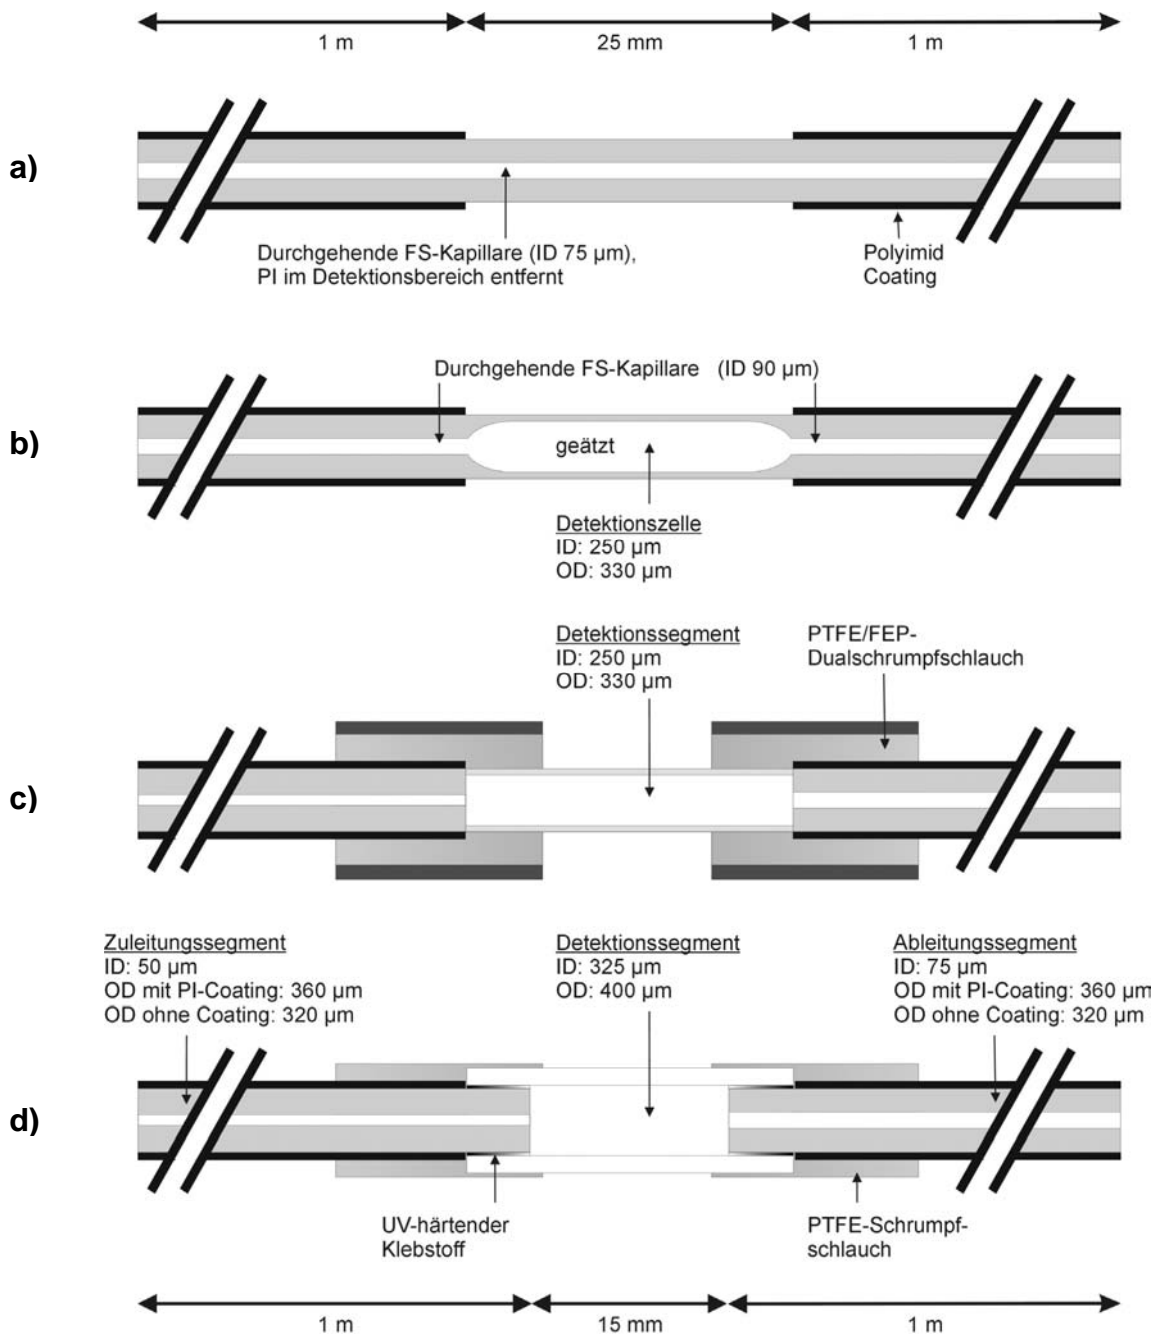 1 m
25 mm
1 m
a)
Durchgehende FS-Kapillare (ID 75 µm),
PI im Detektionsbereich entfernt
Polyimid
Coating
Durchgehende FS-Kapillare (ID 90 µm)
b)
geätzt
Detektionszelle
ID: 250 µm
OD: 330 µm
Detektionssegment
ID: 250 µm
OD: 330 µm
PTFE/FEP-
Dualschrumpfschlauch
c)
Zuleitungssegment
ID: 50 µm
OD mit PI-Coating: 360 µm
OD ohne Coating: 320 µm
Detektionssegment
ID: 325 µm
OD: 400 µm
Ableitungssegment
ID: 75 µm
OD mit PI-Coating: 360 µm
OD ohne Coating: 320 µm
d)
UV-härtender
Klebstoff
PTFE-Schrumpf-
schlauch
1 m
15 mm
1 m